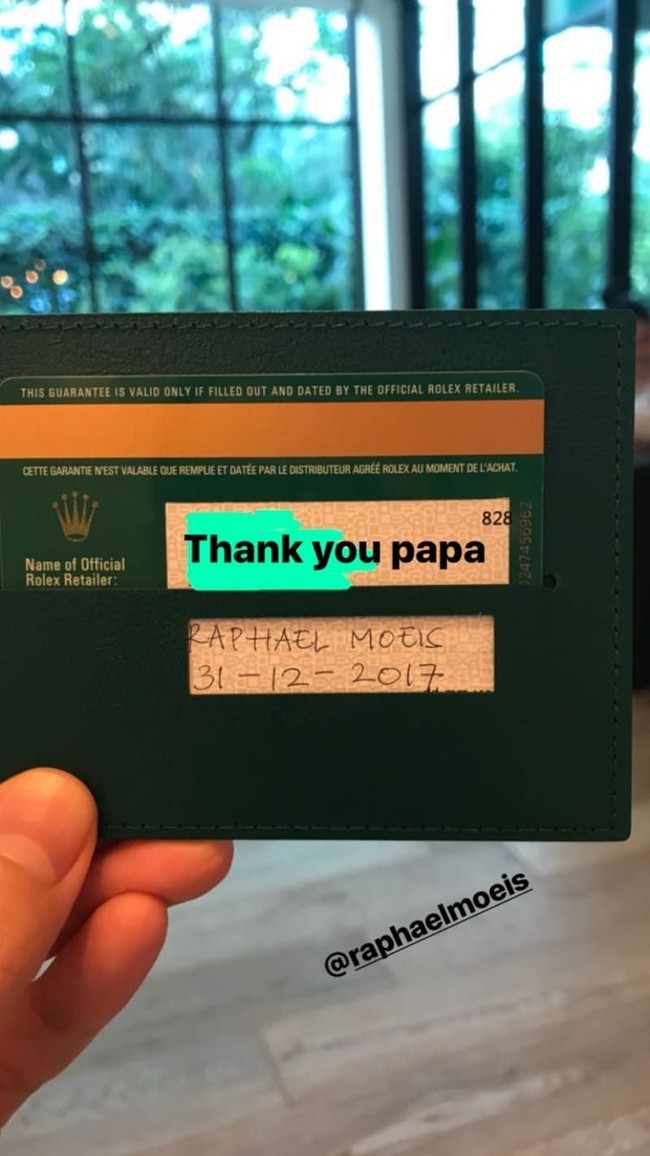 THIS GUARANTEE IS VALID ONLY IF FILLED OUT AND DATED BY THE OFFICIAL ROLEX RETAILER.
CETTE GARANTIE N'EST VALABLE QUE REMPLIE ET DATÉE PAR LE DISTRIBUTEUR AGRÉÉ ROLEX AU MOMENT DE L'ACHAT.
828
Thank you papa
Name of Official
Rolex Retailer:
0247456962
RAPHAEL MOEIS
31-12-2017
@raphaelmoeis